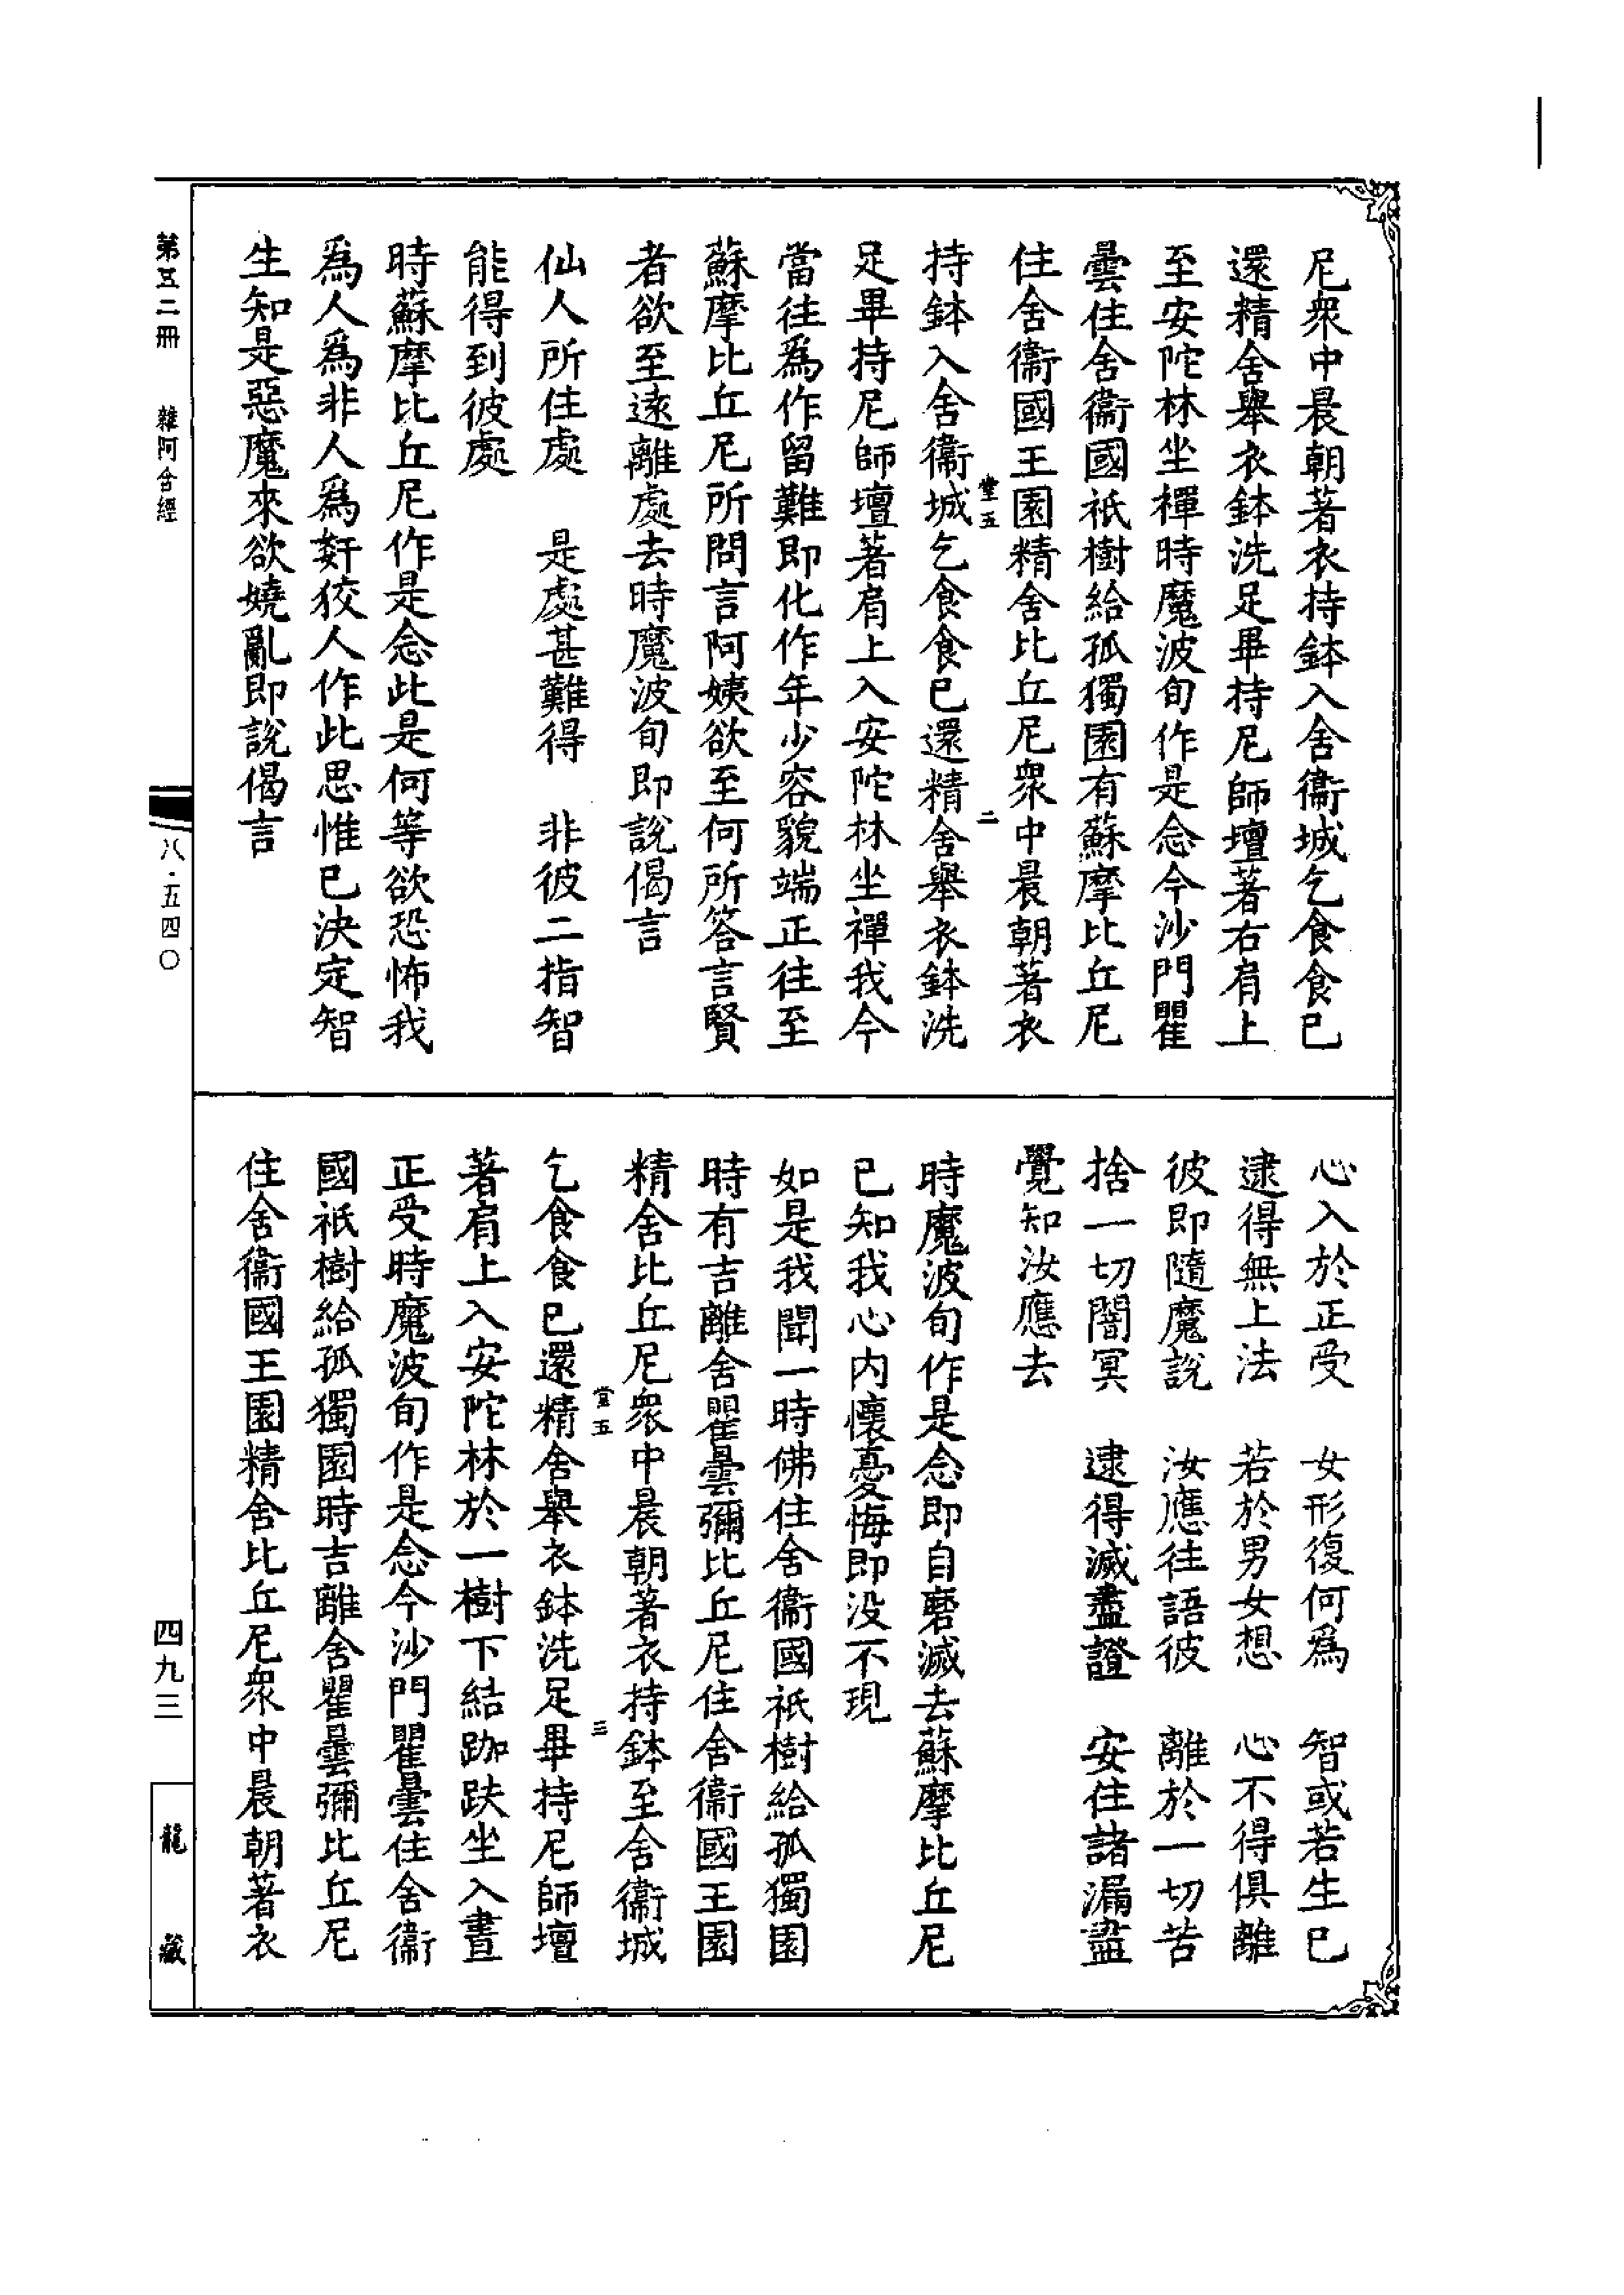 尼衆中晨朝著衣持鉢入舍衞城乞食食已
還精舍舉衣鉢洗足畢持尼師壇著右肩上
至安陀林坐禪時魔波旬作是念今沙門瞿
曇住舍衞國祇樹給孤獨園有蘇摩比丘尼
住舍衞國王園精舍比丘尼衆中晨朝著衣
堂五　二
持鉢入舍衞城乞食食已還精舍舉衣鉢洗
足畢持尼師壇著肩上入安陀林坐禪我今
當往爲作留難即化作年少容貌端正往至
蘇摩比丘尼所問言阿姨欲至何所答言賢
者欲至遠離處去時魔波旬即說偈言
仙人所住處　是處甚難得　非彼二指智
能得到彼處
時蘇摩比丘尼作是念此是何等欲恐怖我
爲人爲非人爲姧狡人作此思惟已決定智
生知是惡魔來欲嬈亂即說偈言
心入於正受　女形復何爲　智或若生已
逮得無上法　若於男女想　心不得俱離
彼即隨魔說　汝應往語彼　離於一切苦
捨一切闇冥　逮得滅盡證　安住諸漏盡
覺知汝應去
時魔波旬作是念即自磨滅去蘇摩比丘尼
已知我心内懷憂悔即没不現
如是我聞一時佛住舍衞國祇樹給孤獨園
時有吉離舍瞿曇彌比丘尼住舍衞國王園
精舍比丘尼衆中晨朝著衣持鉢至舍衞城
堂五　三
乞食食已還精舍舉衣鉢洗足畢持尼師壇
著肩上入安陀林於一樹下結跏趺坐入晝
正受時魔波旬作是念今沙門瞿曇住舍衞
國祇樹給孤獨園時吉離舍瞿曇彌比丘尼
住舍衞國王園精舍比丘尼衆中晨朝著衣
第五二冊　雜阿含經
八·五四〇
四九三
龍藏